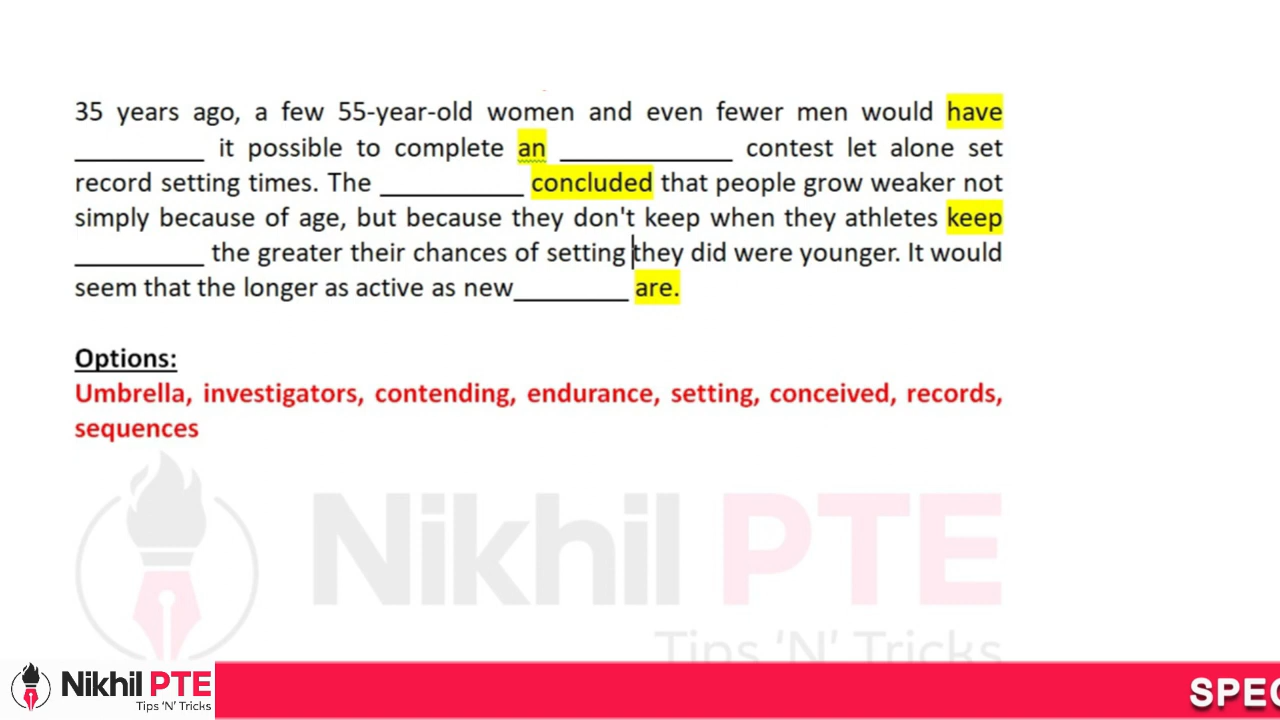 35 years ago, a few 55-year-old women and even fewer men would have
__________ it possible to complete an ______________ contest let alone set
record setting times. The ___________ concluded that people grow weaker not
simply because of age, but because they don't keep when they athletes keep
__________ the greater their chances of setting they did were younger. It would
seem that the longer as active as new_________ are.
Options:
Umbrella, investigators, contending, endurance, setting, conceived, records,
sequences
Nikhil PTE
Tips 'N' Tricks
Nikhil PTE
Tips 'N' Tricks
SPEC